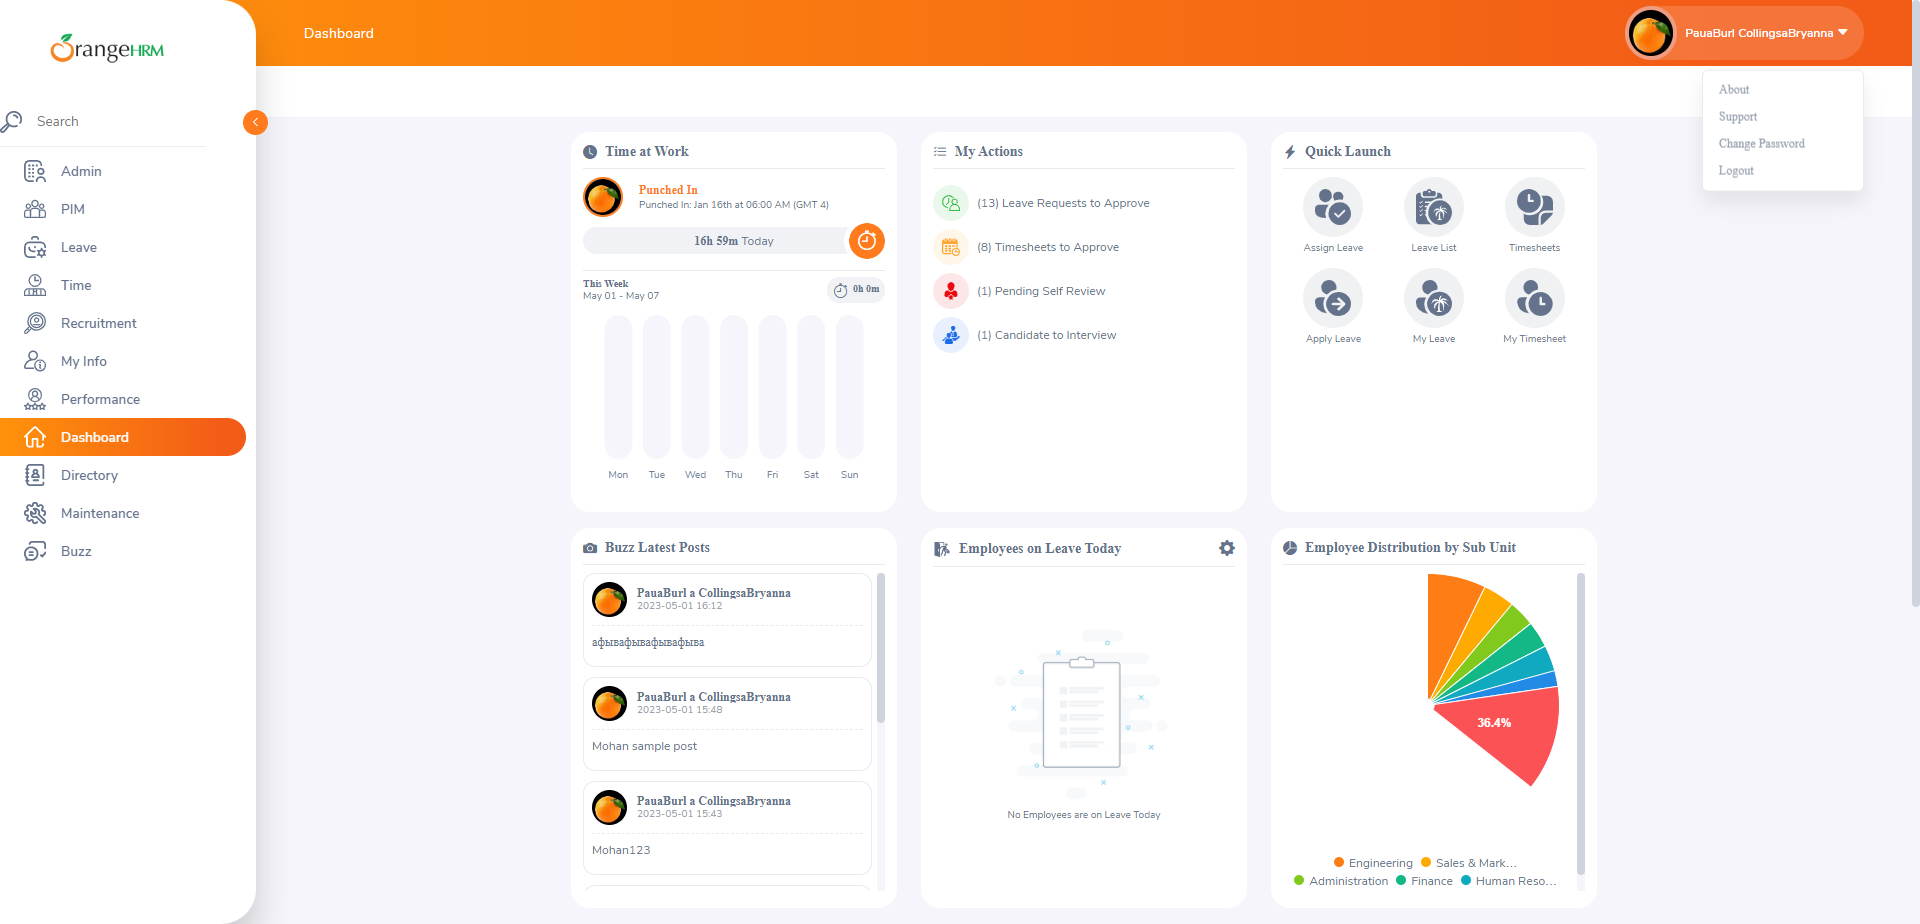 OrangeHRM
Dashboard
PauaBurl CollingsaBryanna
About
Support
Change Password
Logout
Search
Admin
PIM
Leave
Time
Recruitment
My Info
Performance
Dashboard
Directory
Maintenance
Buzz
Time at Work
Punched In
Punched In: Jan 16th at 06:00 AM (GMT 4)
16h 59m Today
This Week
May 01 - May 07
0h 0m
Mon Tue Wed Thu Fri Sat Sun
My Actions
(13) Leave Requests to Approve
(8) Timesheets to Approve
(1) Pending Self Review
(1) Candidate to Interview
Quick Launch
Assign Leave Leave List Timesheets
Apply Leave My Leave My Timesheet
Buzz Latest Posts
PauaBurl a CollingsaBryanna
2023-05-01 16:12
афывафывафывафыва
PauaBurl a CollingsaBryanna
2023-05-01 15:48
Mohan sample post
PauaBurl a CollingsaBryanna
2023-05-01 15:43
Mohan123
Employees on Leave Today
No Employees are on Leave Today
Employee Distribution by Sub Unit
36.4%
Engineering Sales & Mark...
Administration Finance Human Reso...